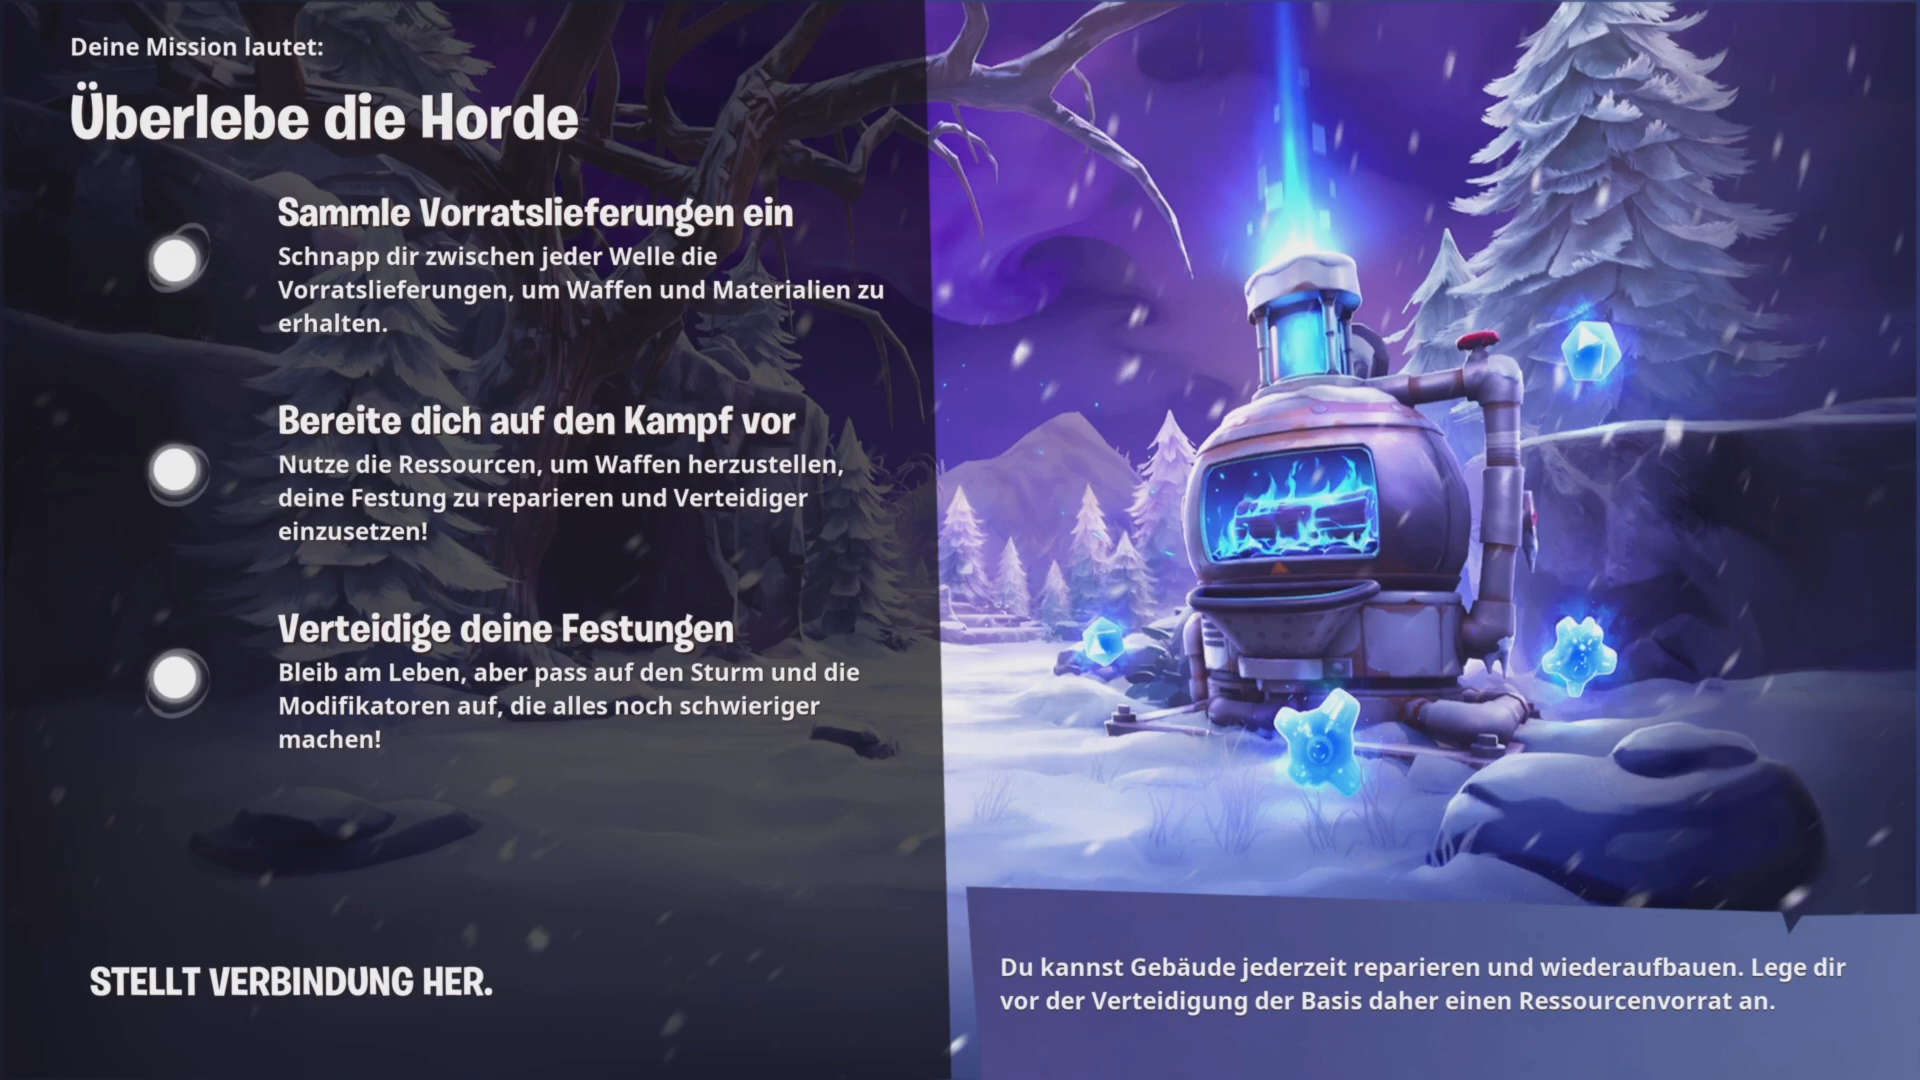 Deine Mission lautet:
Überlebe die Horde
Sammle Vorratslieferungen ein
Schnapp dir zwischen jeder Welle die
Vorratslieferungen, um Waffen und Materialien zu
erhalten.
Bereite dich auf den Kampf vor
Nutze die Ressourcen, um Waffen herzustellen,
deine Festung zu reparieren und Verteidiger
einzusetzen!
Verteidige deine Festungen
Bleib am Leben, aber pass auf den Sturm und die
Modifikatoren auf, die alles noch schwieriger
machen!
STELLT VERBINDUNG HER.
Du kannst Gebäude jederzeit reparieren und wiederaufbauen. Lege dir
vor der Verteidigung der Basis daher einen Ressourcenvorrat an.